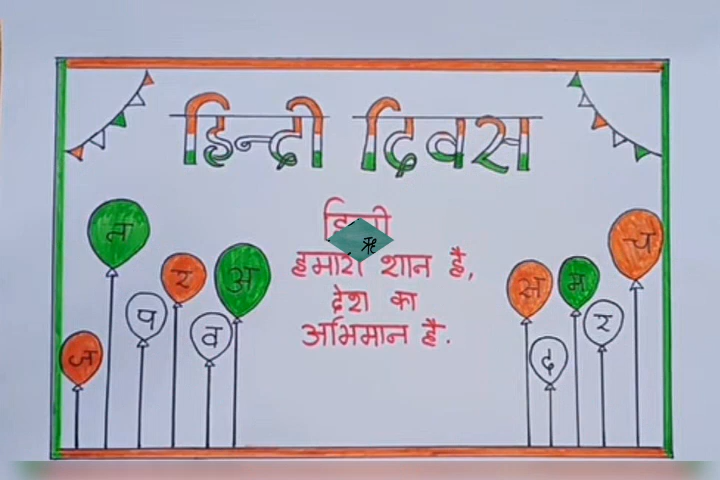 हिन्दी दिवस
हमारी शान है,
देश का
अभिमान है.
र
अ
प
व
ज
च
स
म
र
द
ऋ